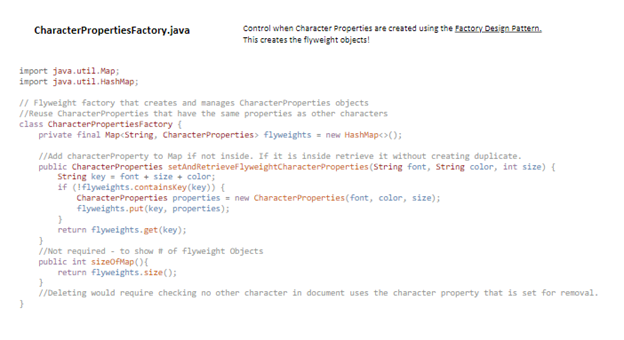 CharacterPropertiesFactory.java
Control when Character Properties are created using the Factory Design Pattern.
This creates the flyweight objects!
import java.util.Map;
import java.util.HashMap;
// Flyweight factory that creates and manages CharacterProperties objects
//Reuse CharacterProperties that have the same properties as other characters
class CharacterPropertiesFactory {
private final Map<String, CharacterProperties> flyweights = new HashMap<>();
//Add characterProperty to Map if not inside. If it is inside retrieve it without creating duplicate.
public CharacterProperties setAndRetrieveFlyweightCharacterProperties(String font, String color, int size) {
String key = font + size + color;
if (!flyweights.containsKey(key)) {
CharacterProperties properties = new CharacterProperties(font, color, size);
flyweights.put(key, properties);
}
return flyweights.get(key);
}
//Not required - to show # of flyweight Objects
public int sizeOfMap(){
return flyweights.size();
}
//Deleting would require checking no other character in document uses the character property that is set for removal.
}